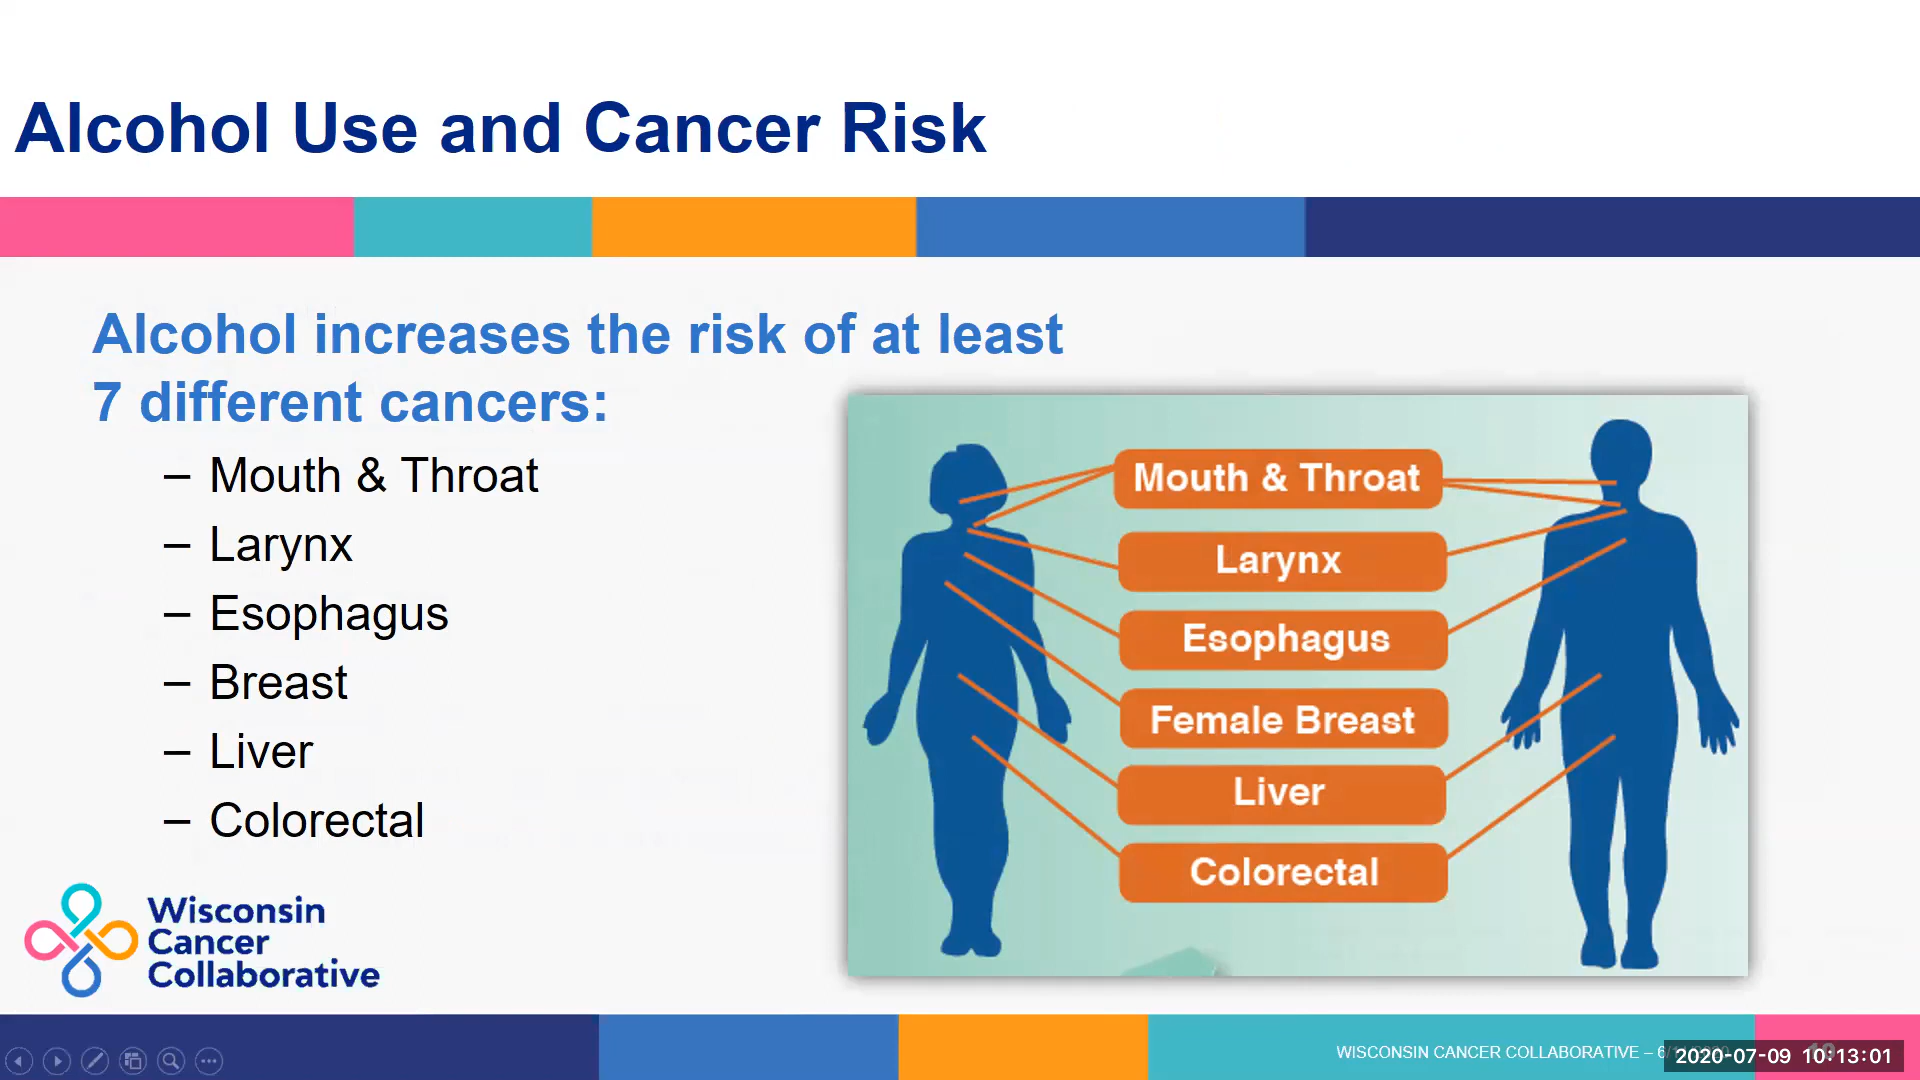 Alcohol Use and Cancer Risk
Alcohol increases the risk of at least
7 different cancers:
– Mouth & Throat
– Larynx
– Esophagus
– Breast
– Liver
– Colorectal
Mouth & Throat
Larynx
Esophagus
Female Breast
Liver
Colorectal
Wisconsin
Cancer
Collaborative
WISCONSIN CANCER COLLABORATIVE –
2020-07-09 10:13:01